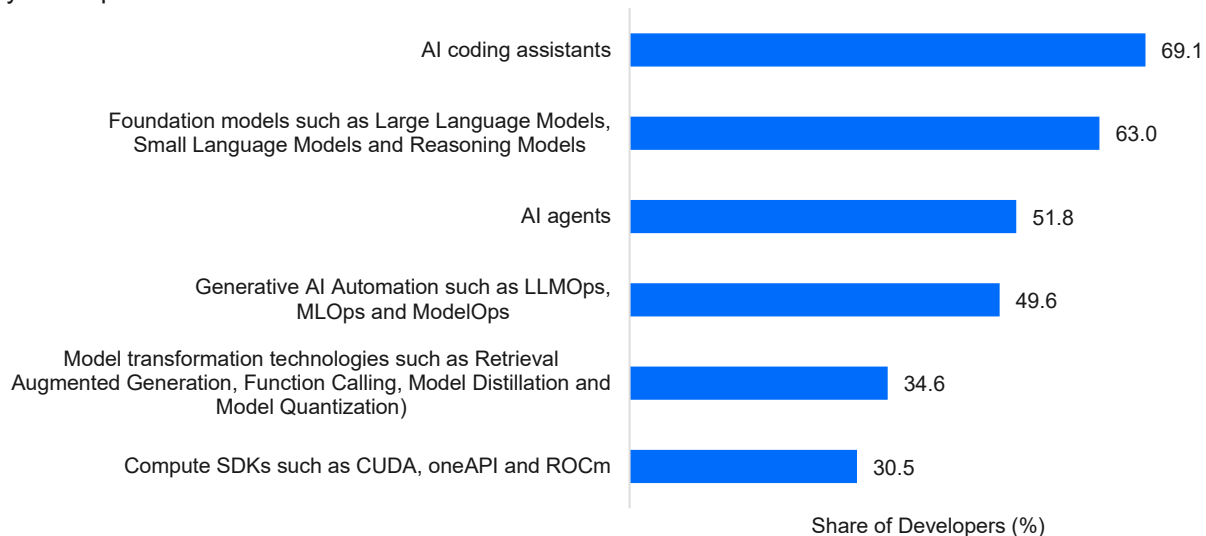 AI coding assistants
69.1
Foundation models such as Large Language Models,
Small Language Models and Reasoning Models
63.0
AI agents
51.8
Generative AI Automation such as LLMOps,
MLOps and ModelOps
49.6
Model transformation technologies such as Retrieval
Augmented Generation, Function Calling, Model Distillation and
Model Quantization)
34.6
Compute SDKs such as CUDA, oneAPI and ROCm
30.5
Share of Developers (%)